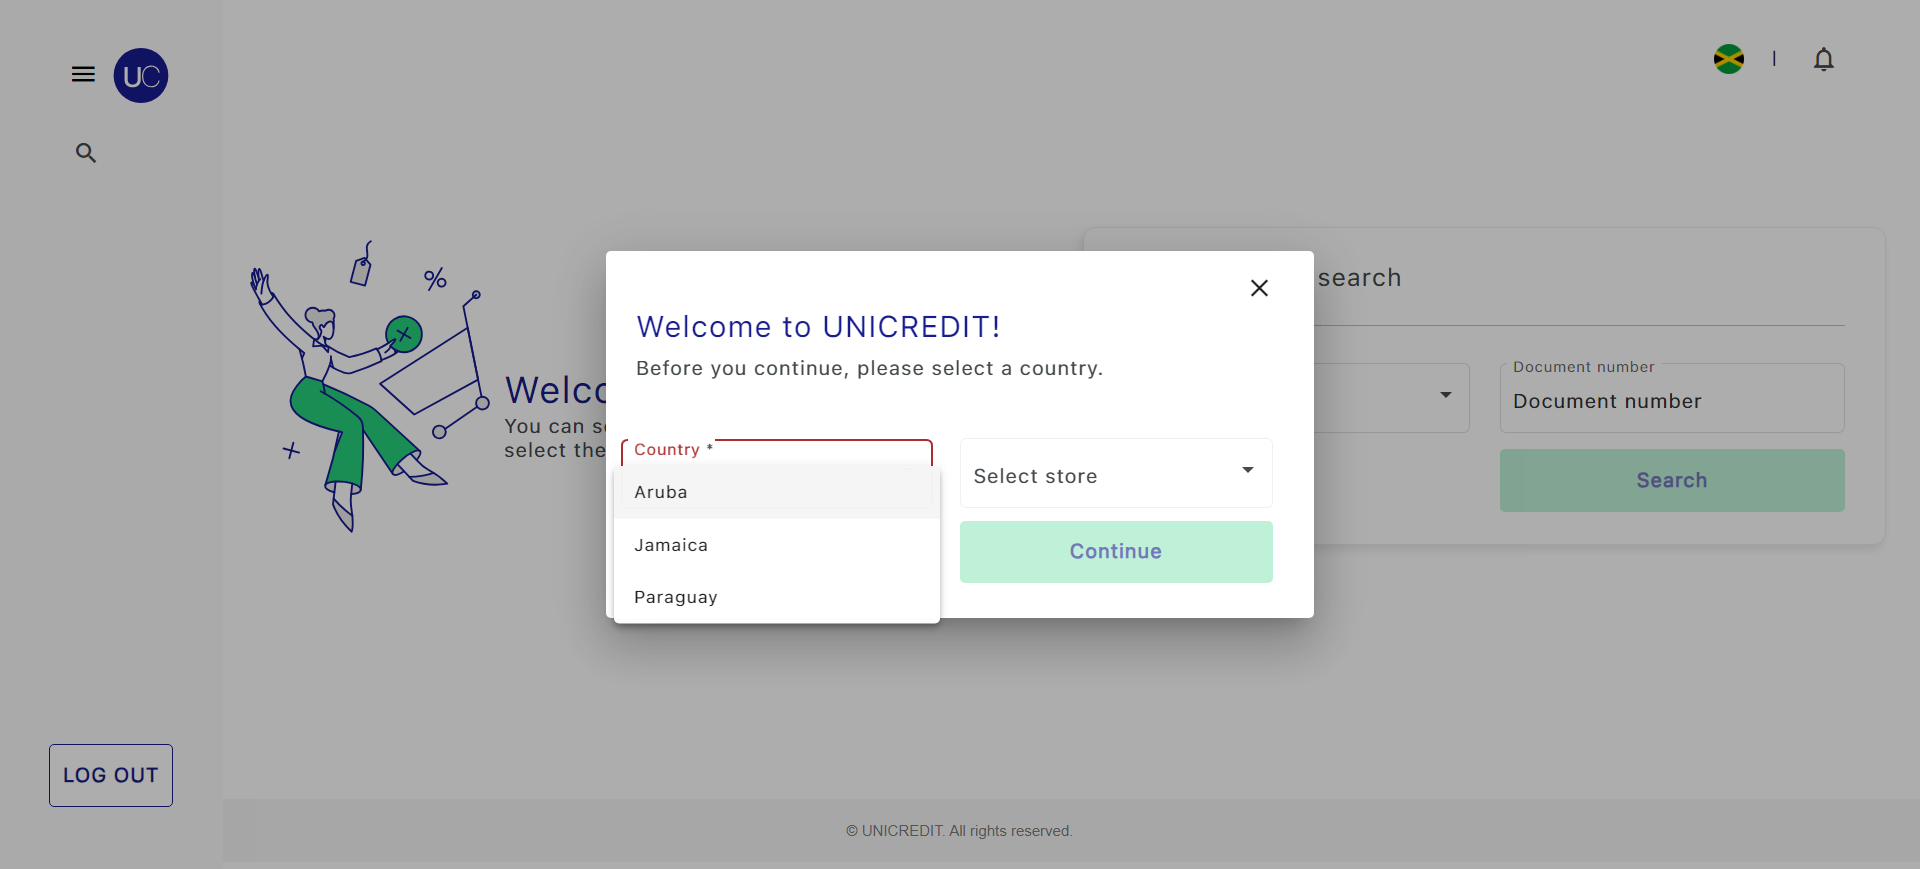 UC
search
Welcome to UNICREDIT!
Before you continue, please select a country.
Document number
Document number
Welco
You can s
select the
Country *
Select store
Search
Aruba
Jamaica
Continue
Paraguay
LOG OUT
© UNICREDIT. All rights reserved.